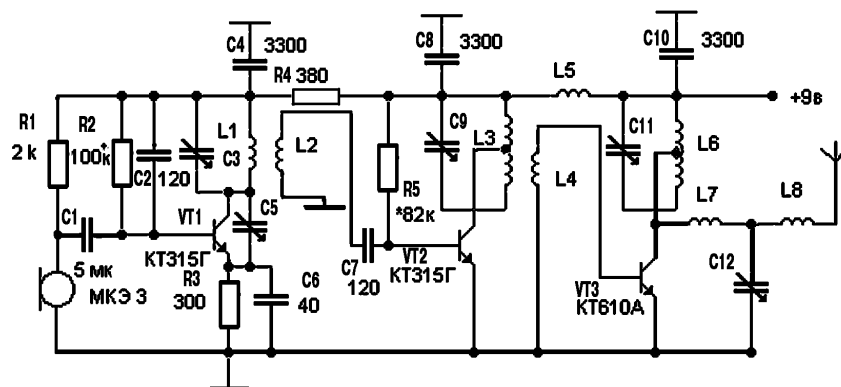 C4 3300
C8 3300
C10 3300
R4 380
L5
+9в
R1
2 k
R2
100к
+
C2
120
L1
C3
L2
C9
L3
C11
L6
L4
L7
L8
R5
*82к
C1
5 мк
МКЭ 3
VT1
КТ315Г
C5
R3
300
C6
40
C7
120
VT2
КТ315Г
VT3
КТ610А
C12